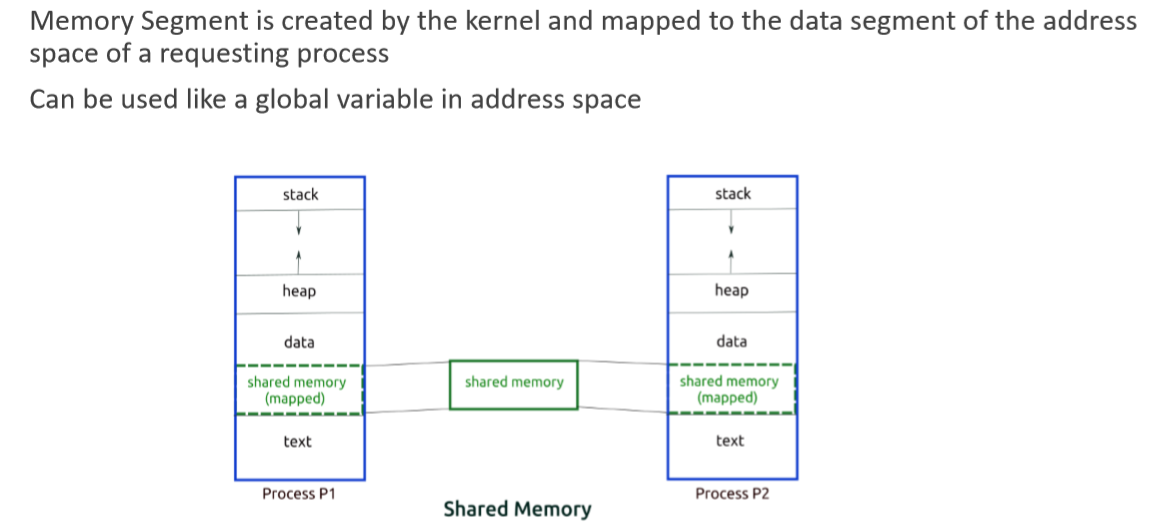 Memory Segment is created by the kernel and mapped to the data segment of the address
space of a requesting process
Can be used like a global variable in address space
stack
heap
data
shared memory
(mapped)
text
Process P1
shared memory
Shared Memory
stack
heap
data
shared memory
(mapped)
text
Process P2